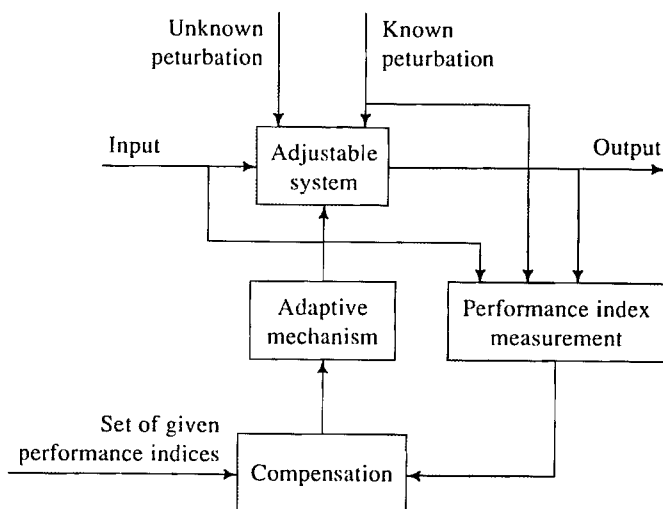 Unknown
peturbation
Known
peturbation
Input
Adjustable
system
Output
Adaptive
mechanism
Performance index
measurement
Set of given
performance indices
Compensation